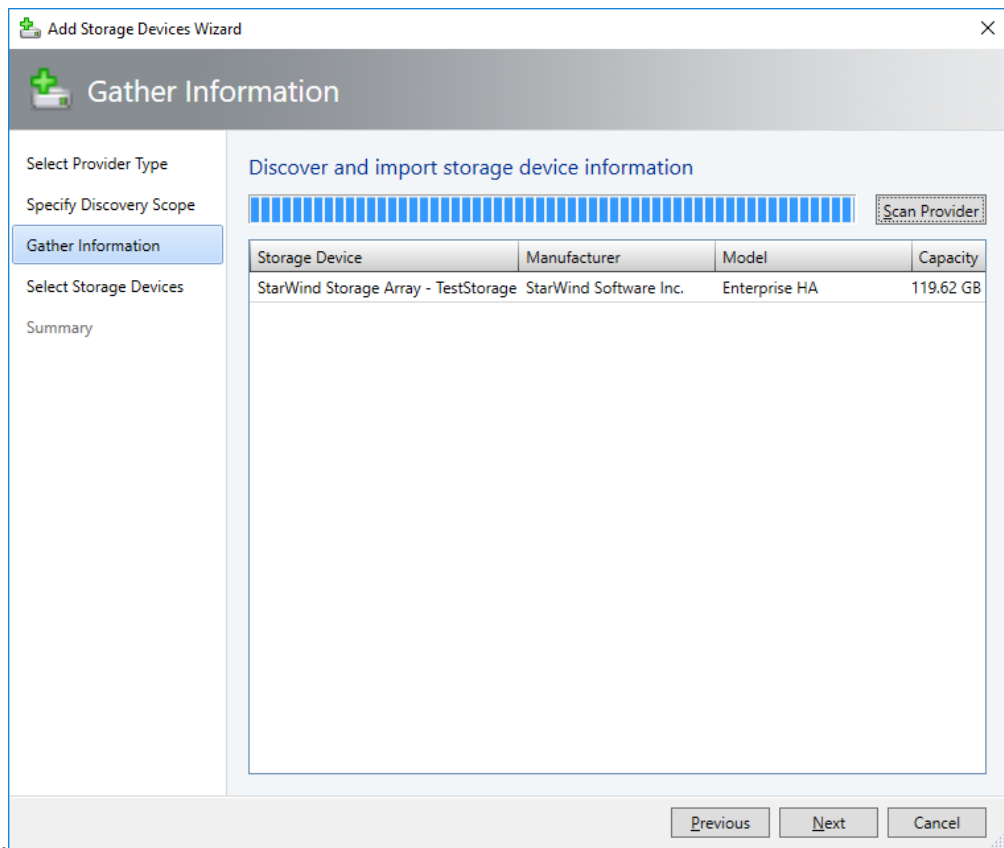 Add Storage Devices Wizard
Gather Information
Select Provider Type
Specify Discovery Scope
Gather Information
Select Storage Devices
Summary
Discover and import storage device information
Scan Provider
Storage Device Manufacturer Model Capacity
StarWind Storage Array - TestStorage StarWind Software Inc. Enterprise HA 119.62 GB
Previous Next Cancel